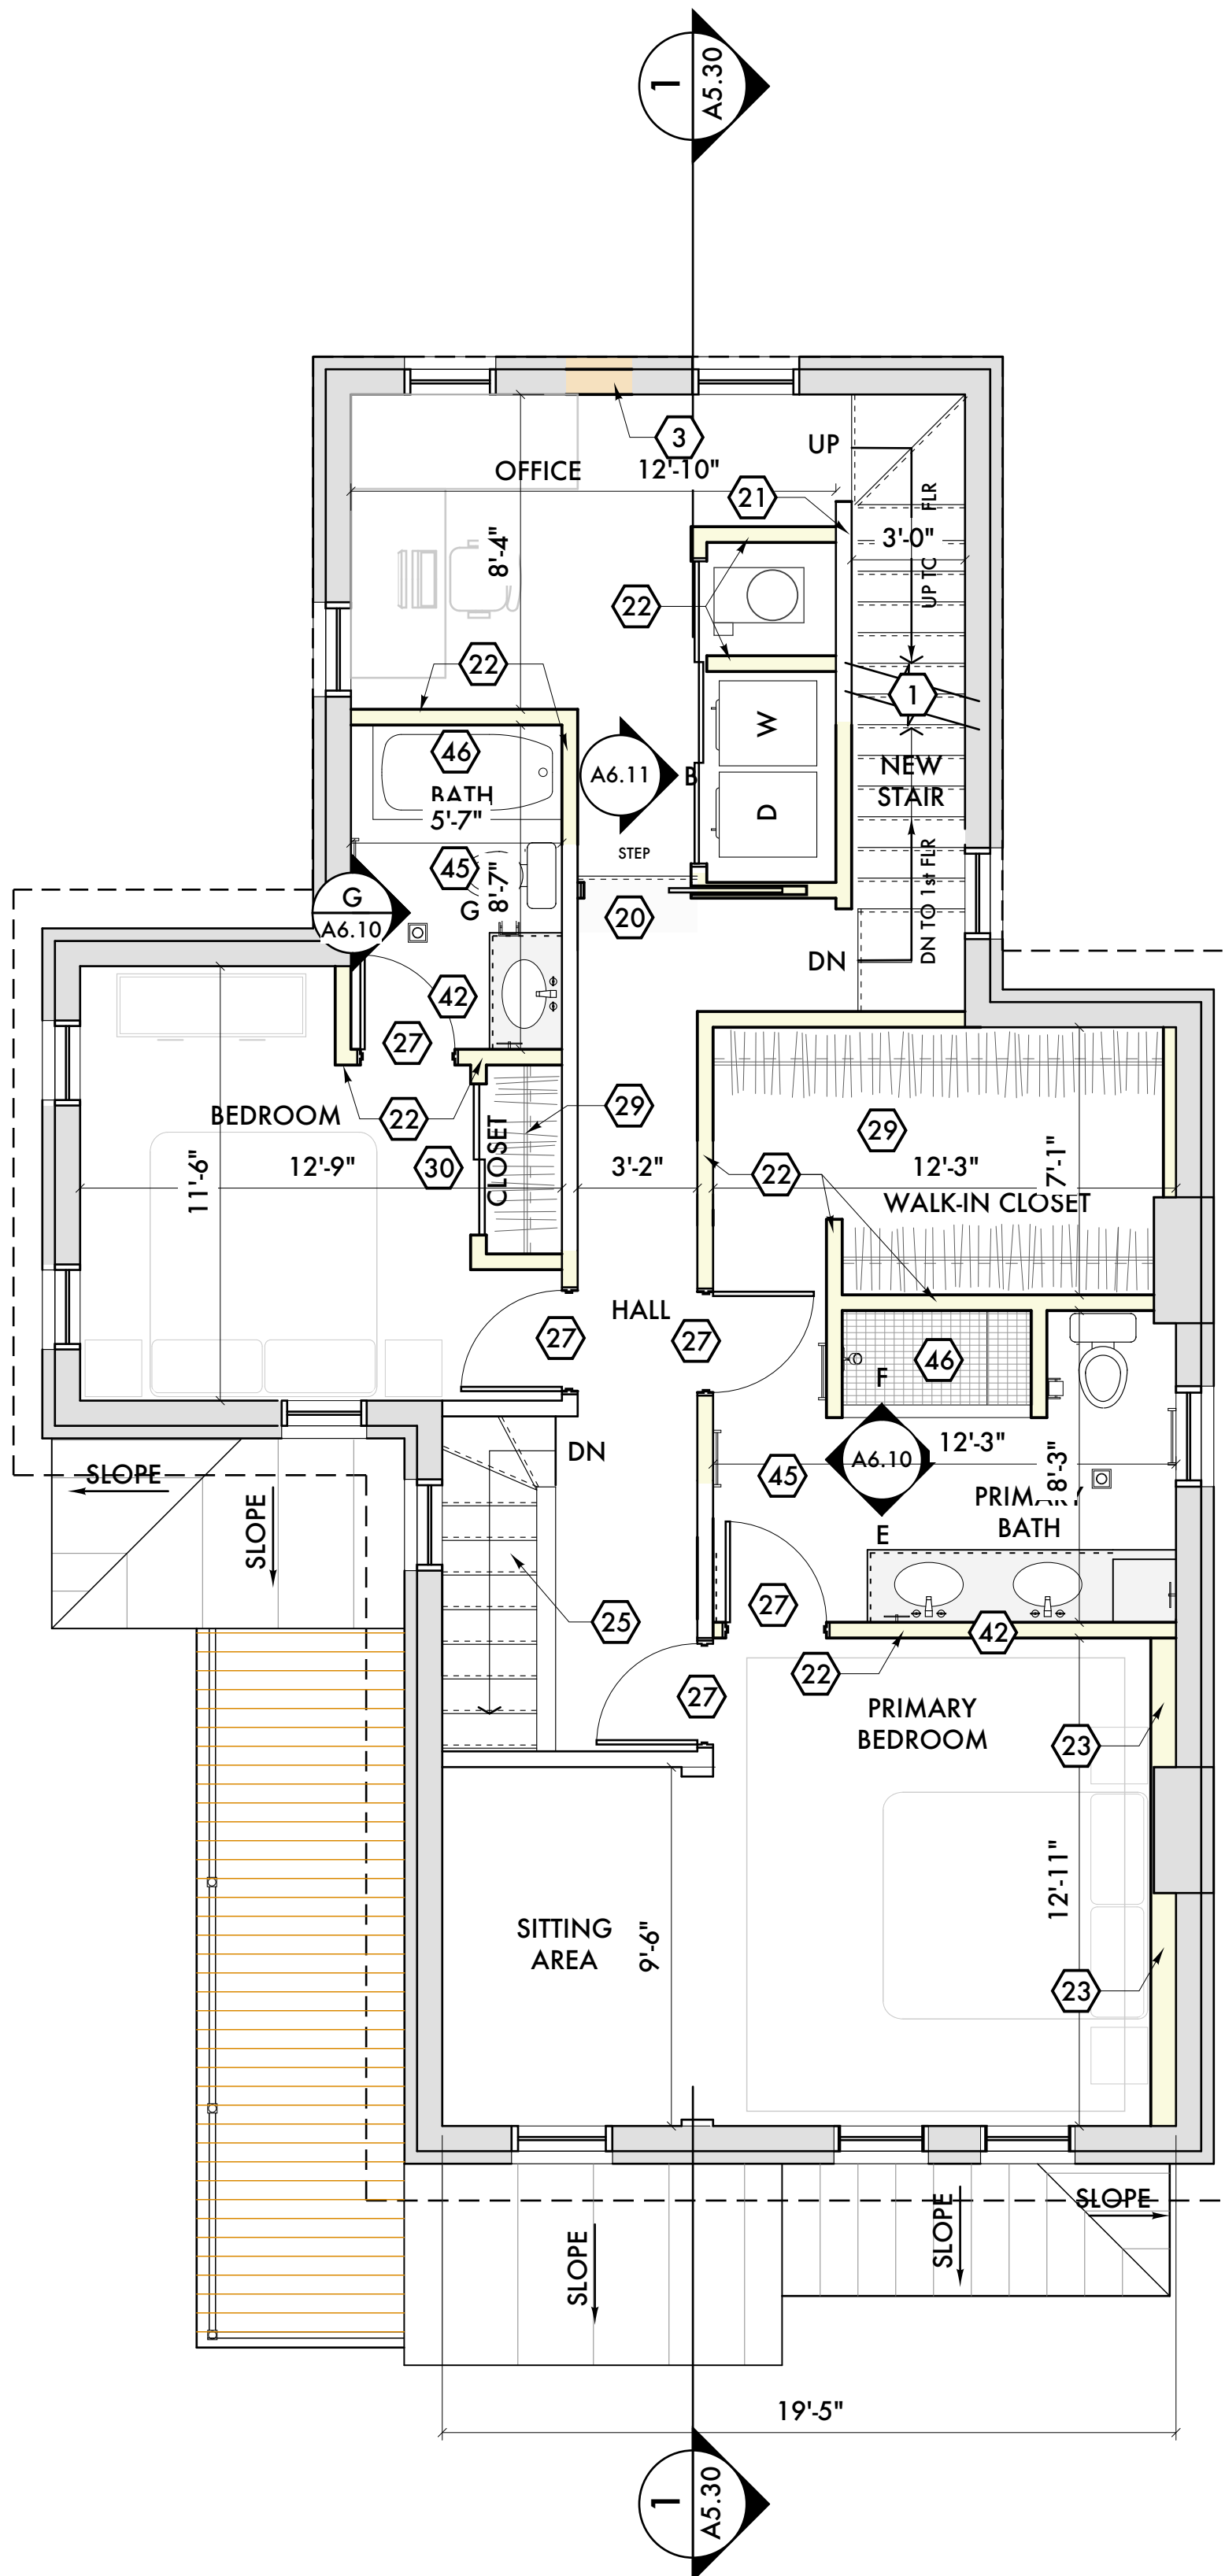 1
A5.30
3
UP
OFFICE
12'-10"
21
FLR
3'-0"
8'-4"
UP TO
22
22
1
W
46
A6.11
B
NEW
BATH
STAIR
5'-7"
D
STEP
45
8'-7"
G
G
20
A6.10
DN TO 1st FLR
DN
42
27
29
BEDROOM
22
29
CLOSET
11'-6"
12'-9"
30
3'-2"
22
12'-3"
7'-1"
WALK-IN CLOSET
HALL
27
27
46
F
DN
12'-3"
A6.10
SLOPE
45
8'-3"
PRIMARY
BATH
SLOPE
E
27
25
42
22
27
PRIMARY
BEDROOM
23
12'-11"
SITTING
AREA
9'-6"
23
SLOPE
SLOPE
SLOPE
19'-5"
1
A5.30